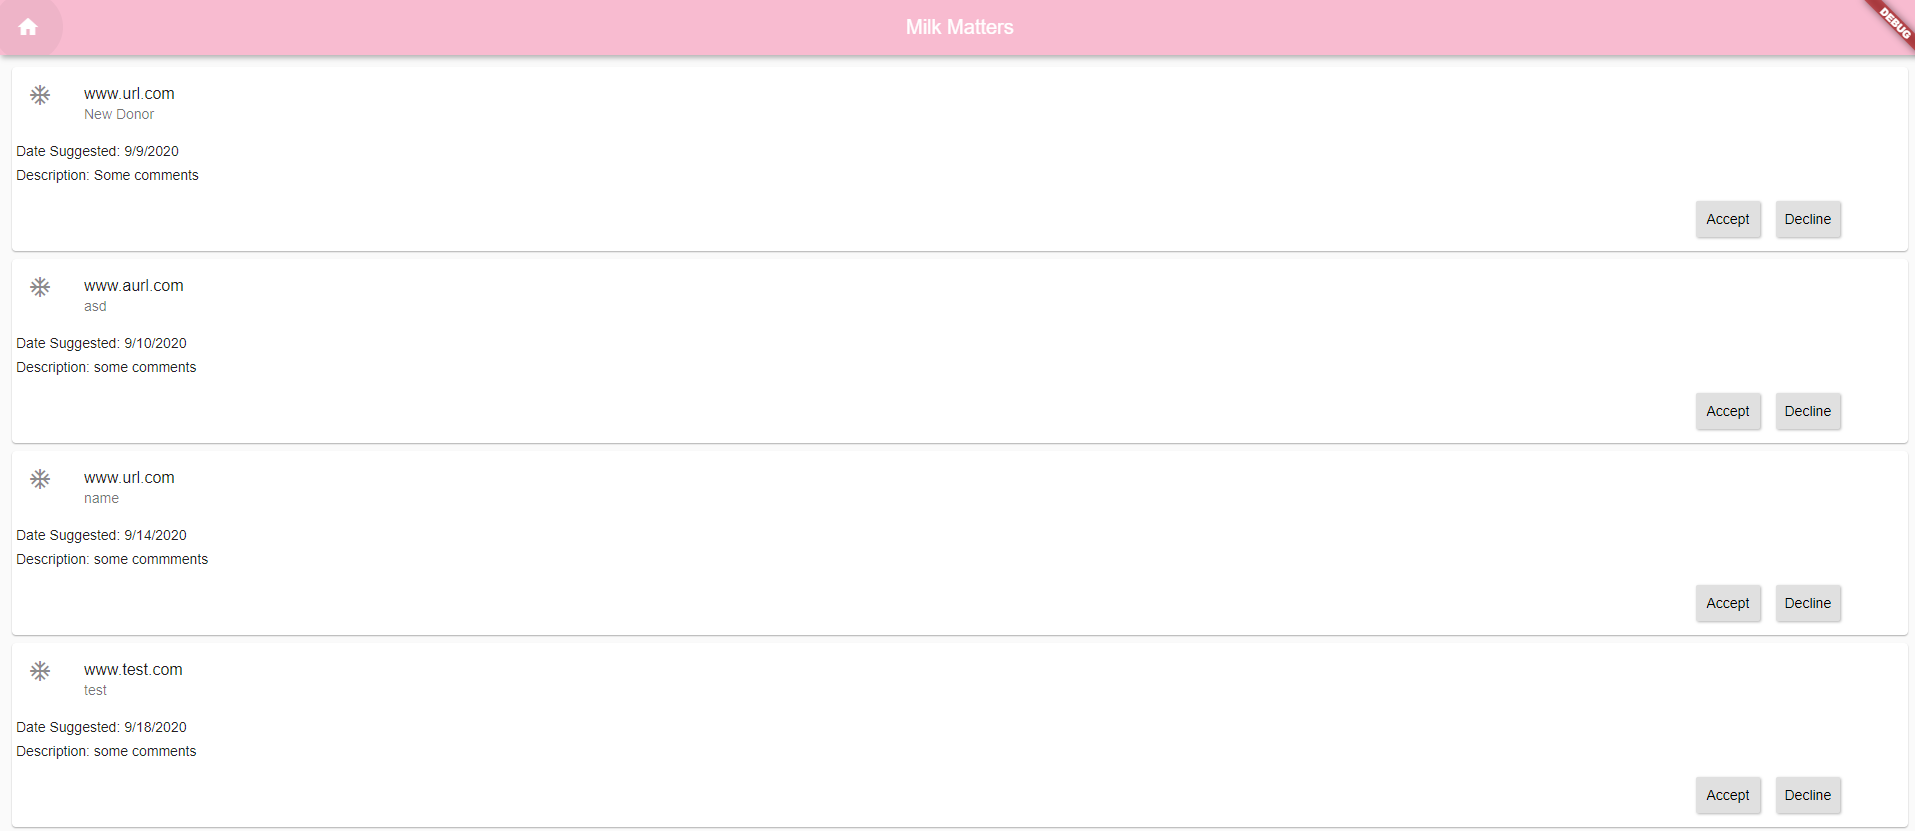 Milk Matters
DEBUG
www.url.com
New Donor
Date Suggested: 9/9/2020
Description: Some comments
Accept Decline
www.aurl.com
asd
Date Suggested: 9/10/2020
Description: some comments
Accept Decline
www.url.com
name
Date Suggested: 9/14/2020
Description: some commments
Accept Decline
www.test.com
test
Date Suggested: 9/18/2020
Description: some comments
Accept Decline